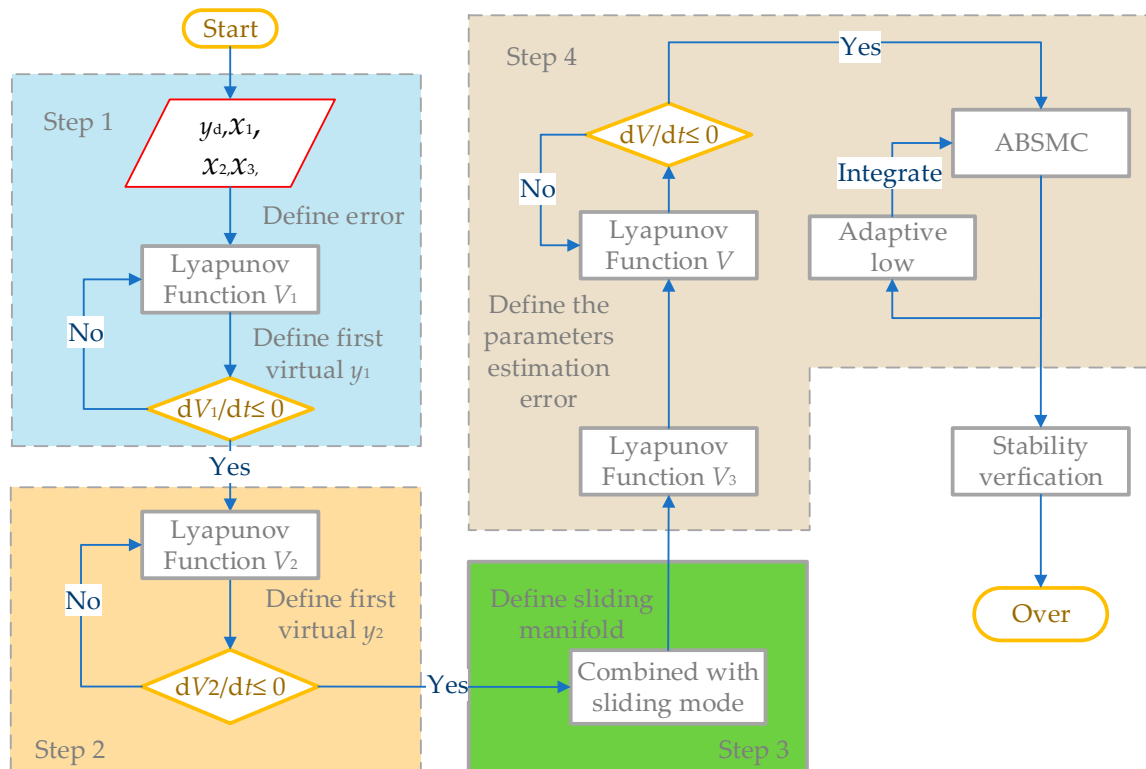 Start
Step 1
yd,x1,
x2,x3,
Define error
Lyapunov
Function V1
No
Define first
virtual y1
dV1/dt≤ 0
Yes
Lyapunov
Function V2
No
Define first
virtual y2
dV2/dt≤ 0
Step 2
Yes
Define sliding
manifold
Combined with
sliding mode
Step 3
Step 4
Yes
dV/dt≤ 0
No
Lyapunov
Function V
Define the
parameters
estimation
error
Lyapunov
Function V3
ABSMC
Integrate
Adaptive
low
Stability
verfication
Over